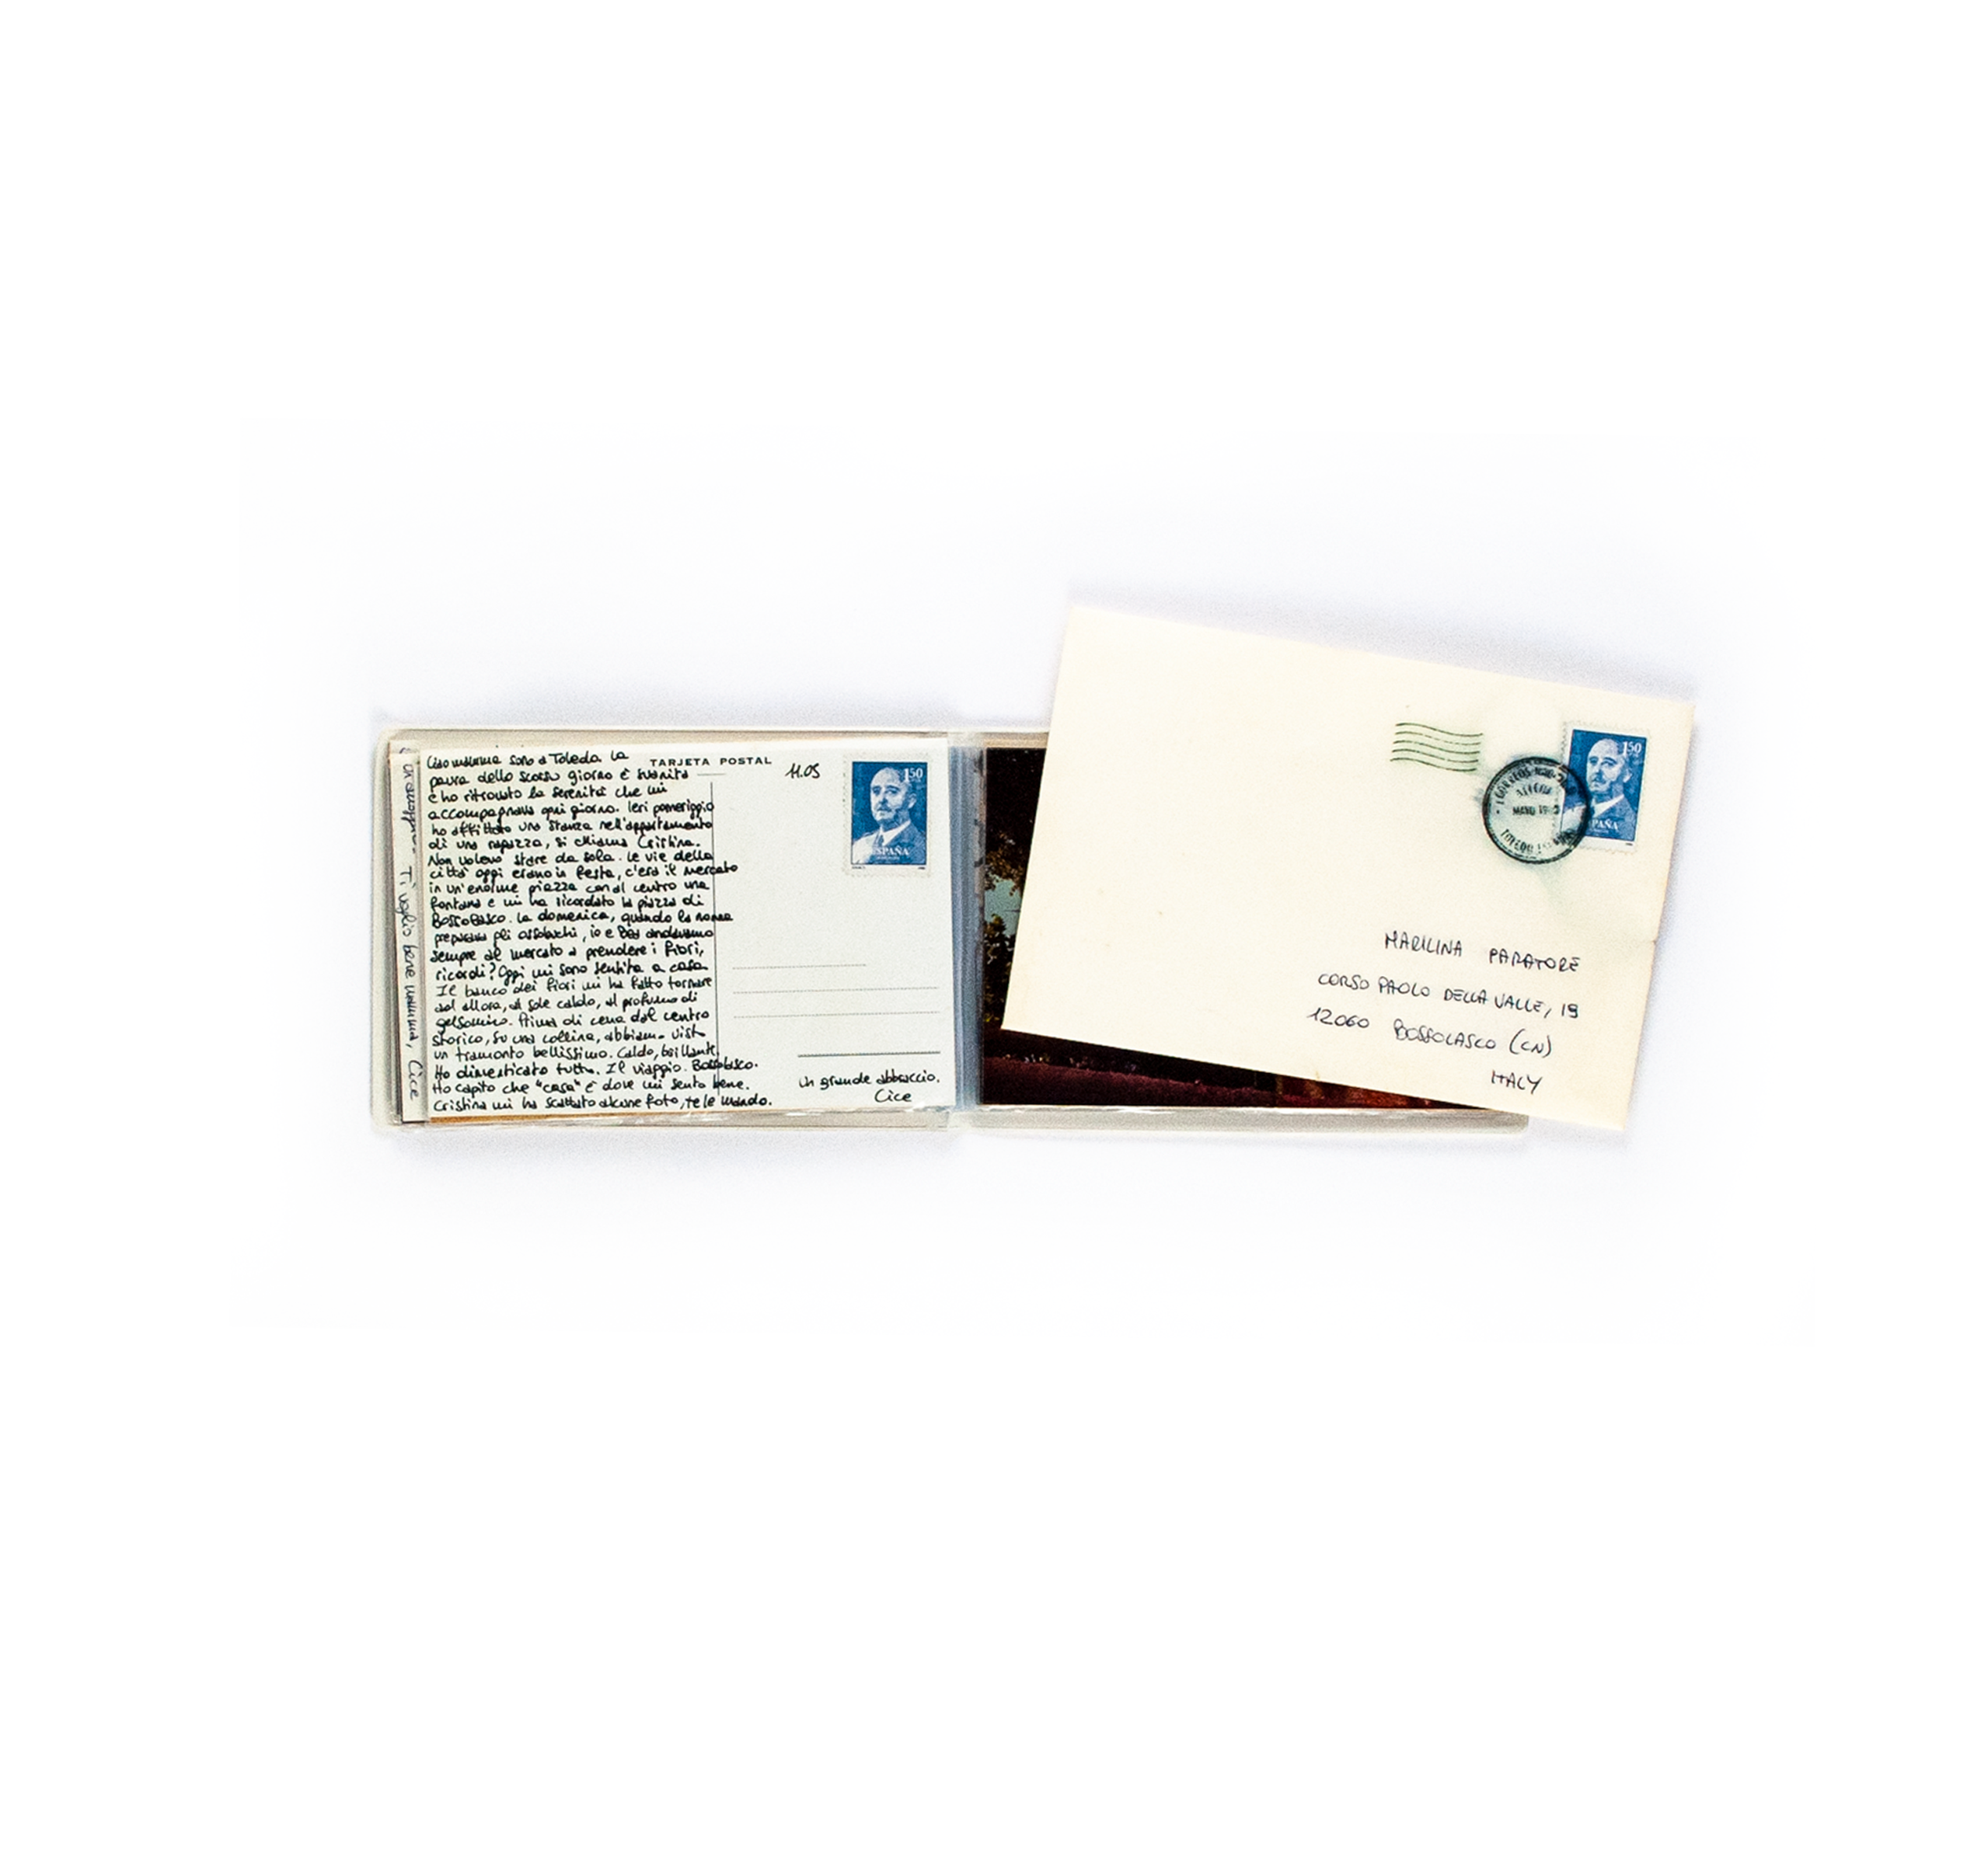 Ciao mamma sono a Toledo. La
paura dello scorso giorno è svanita
e ho ritrovato la serenità che mi
accompagnava ogni giorno. Ieri pomeriggio
ho affittato una stanza nell'appartamento
di una ragazza, si chiama Cristina.
Non volevo stare da sola. Le vie della
città oggi erano in festa, c'era il mercato
in un'enorme piazza con al centro una
fontana e mi ha ricordato la piazza di
Bossolasco. La domenica, quando la nonna
preparava gli, io e Bea andavamo
sempre al mercato a prendere i fiori,
ricordi? Oggi mi sono sentita a casa.
Il banco dei fiori mi ha fatto tornare
ad allora, al sole caldo, al profumo di
gelsomino. Prima di cena dal centro
storico, su una collina, abbiamo visto
un tramonto bellissimo. Caldo, brillante.
Ho dimenticato tutto. Il viaggio. Bossolasco.
Ho capito che "casa" è dove mi sento bene.
Cristina mi ha scattato alcune foto, te le mando.
TARJETA POSTAL
11.05
1,50
ESPAÑA
Un grande abbraccio.
Cice
Ti voglio bene mamma, Cice
1,50
ESPAÑA
MARILINA PARATORE
CORSO PAOLO DELLA VALLE, 19
12060 BOSSOLASCO (CN)
ITALY